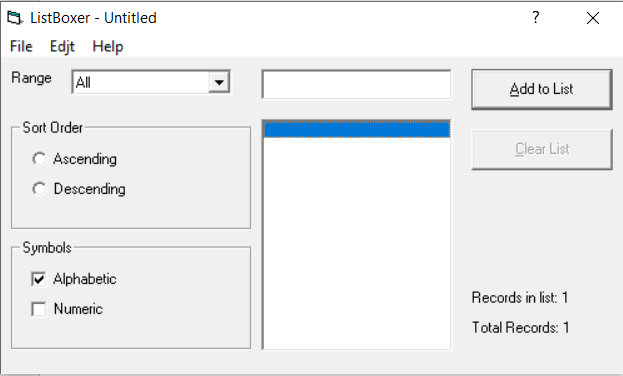 ListBoxer - Untitled
?
File Edjt Help
Range
All
Add to List
Sort Order
Ascending
Descending
Clear List
Symbols
Alphabetic
Numeric
Records in list: 1
Total Records: 1